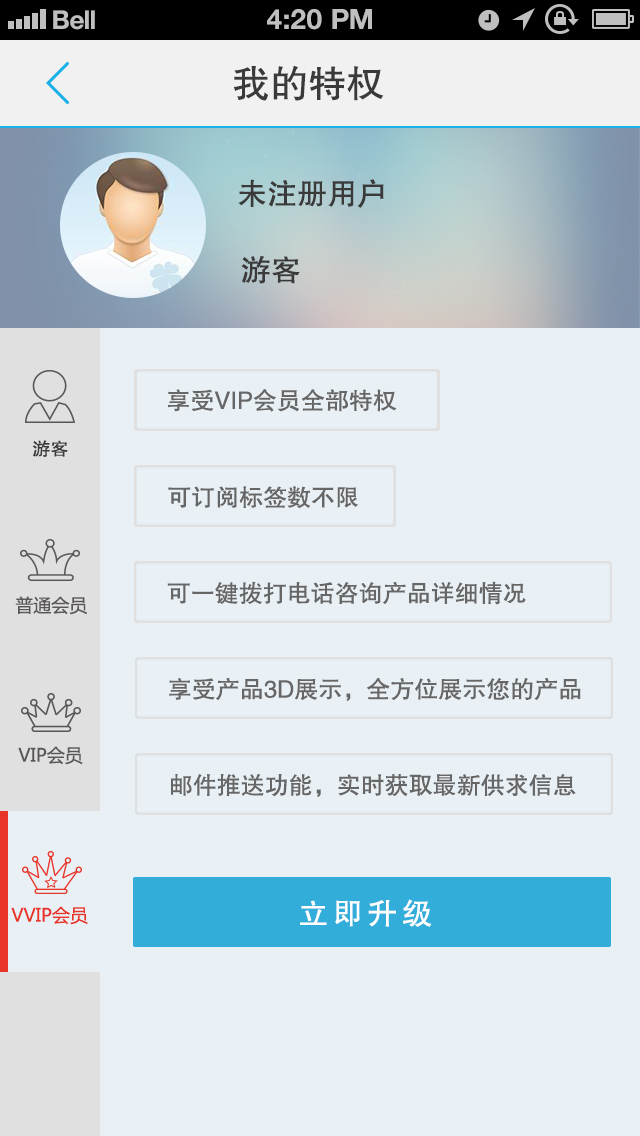 Bell 4:20 PM
我的特权
未注册用户
游客
游客
普通会员
VIP会员
VVIP会员
享受VIP会员全部特权
可订阅标签数不限
可一键拨打电话咨询产品详细情况
享受产品3D展示，全方位展示您的产品
邮件推送功能，实时获取最新供求信息
立即升级